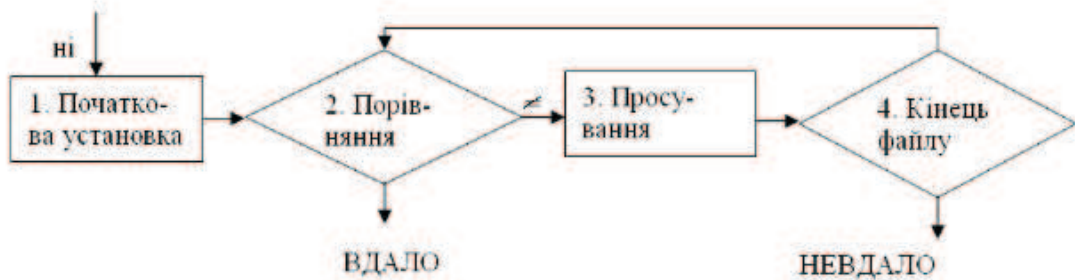 ні
1. Початко-
ва установка
2. Порів-
няння
≠
3. Просу-
вання
4. Кінець
файлу
ВДАЛО
НЕВДАЛО